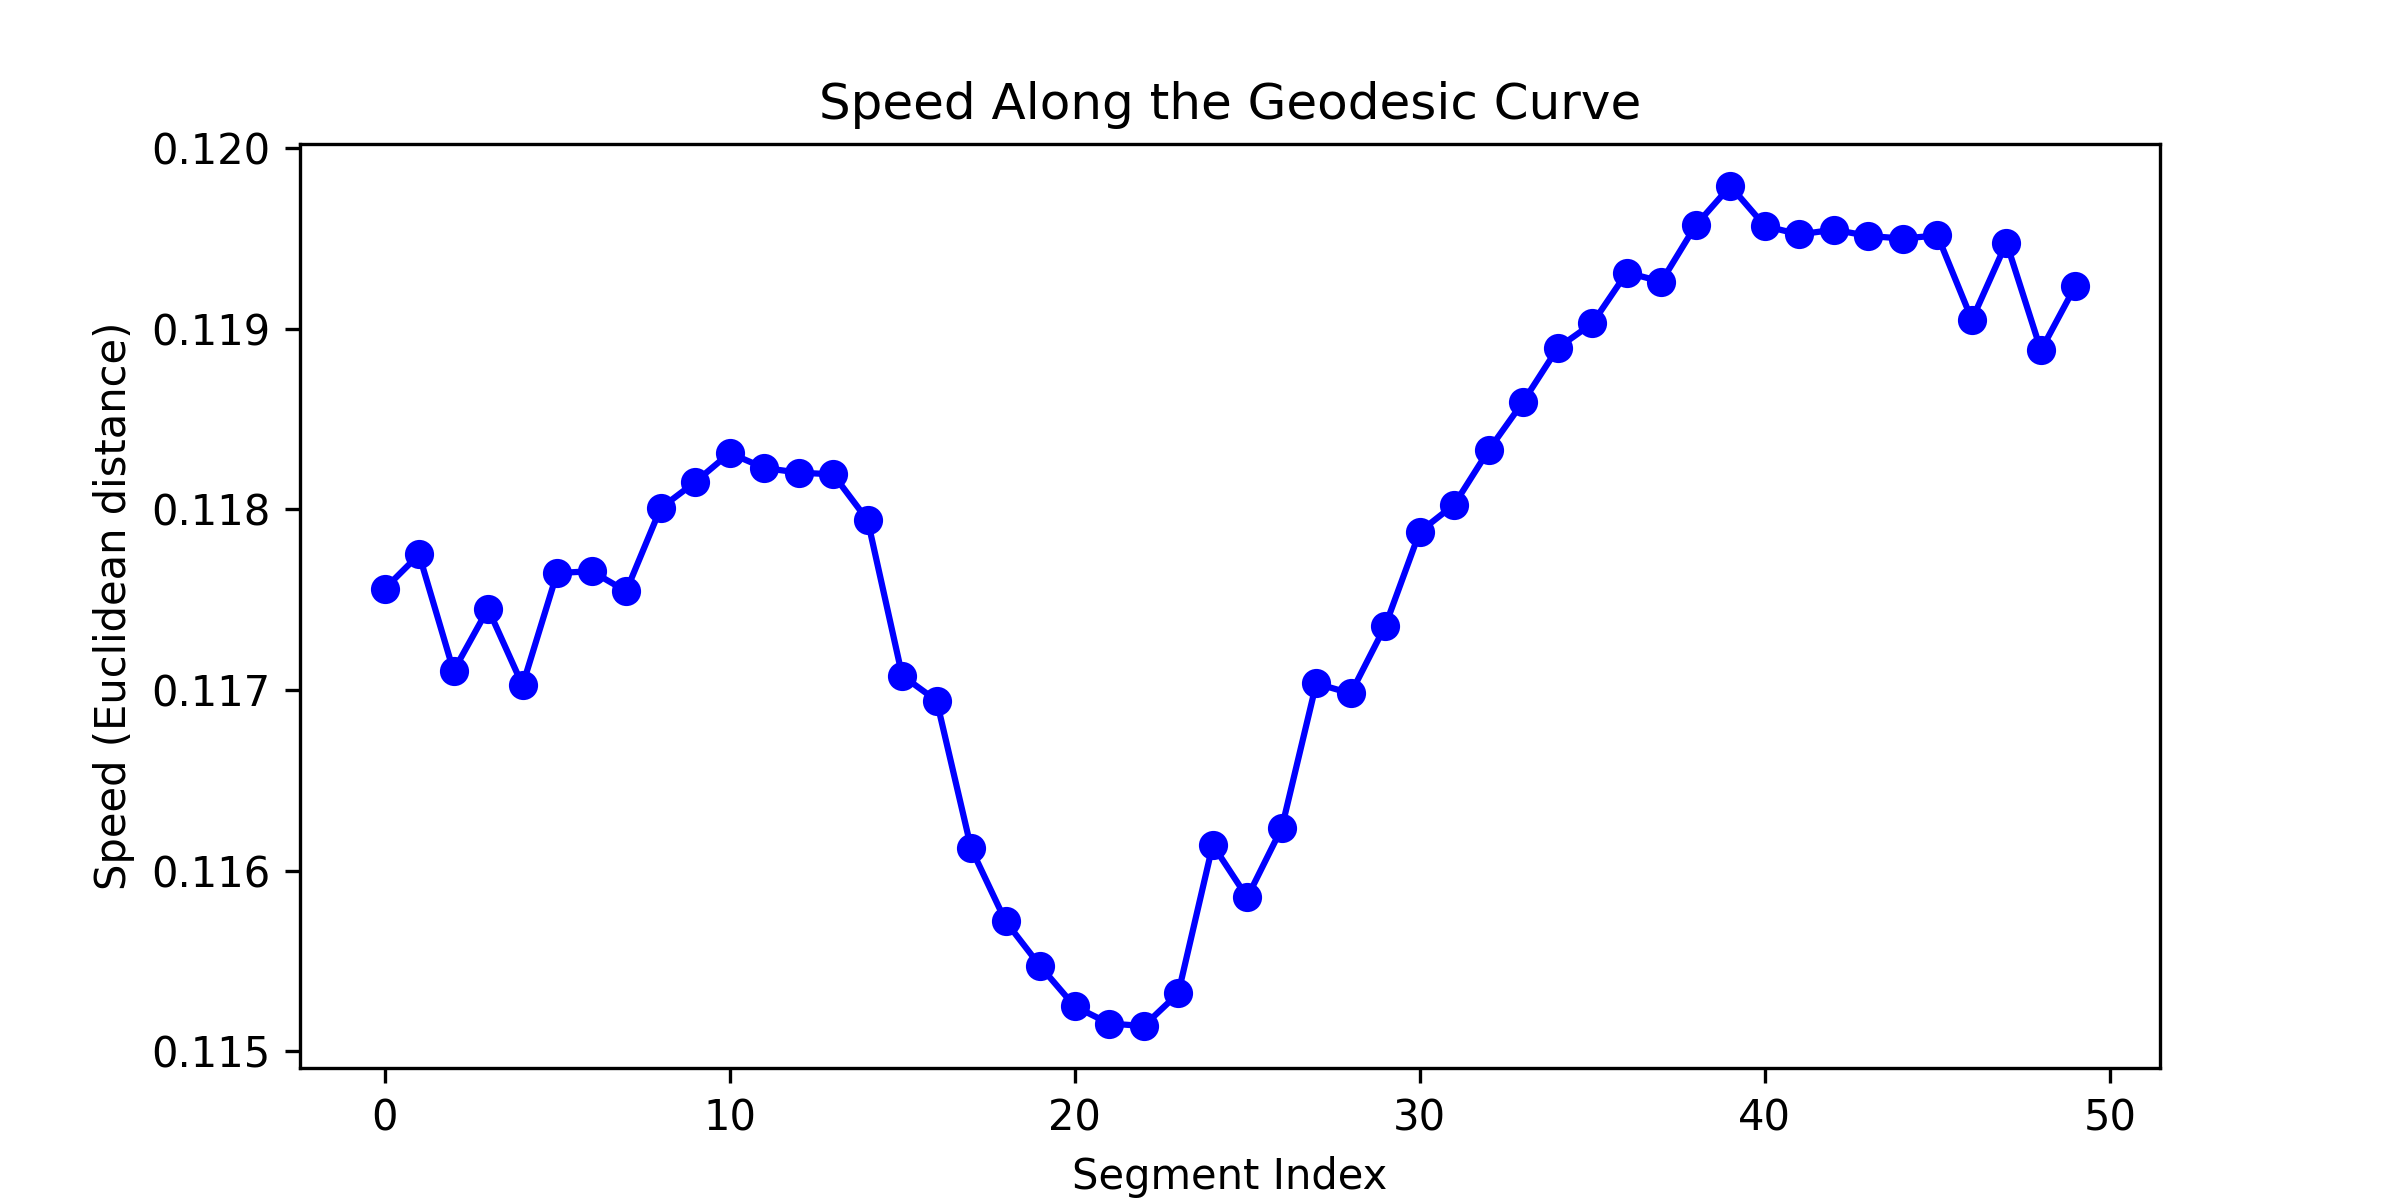 Speed Along the Geodesic Curve
Speed (Euclidean distance)
0.120
0.119
0.118
0.117
0.116
0.115
0 10 20 30 40 50
Segment Index